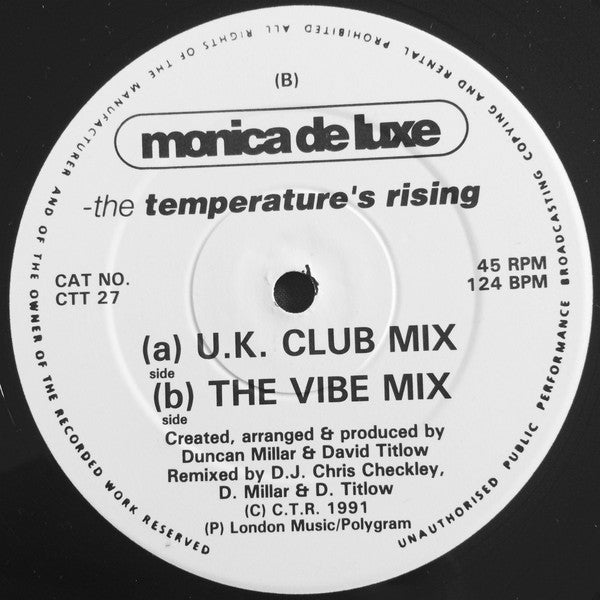 ALL RIGHTS OF THE MANUFACTURER AND OF THE OWNER OF THE RECORDED WORK RESERVED
UNAUTHORISED PUBLIC PERFORMANCE BROADCASTING COPYING AND RENTAL PROHIBITED
(B)
monica de luxe
-the temperature's rising
CAT NO.
CTT 27
45 RPM
124 BPM
(a) U.K. CLUB MIX
side
(b) THE VIBE MIX
side
Created, arranged & produced by
Duncan Millar & David Titlow
Remixed by D.J. Chris Checkley,
D. Millar & D. Titlow
(C) C.T.R. 1991
(P) London Music/Polygram